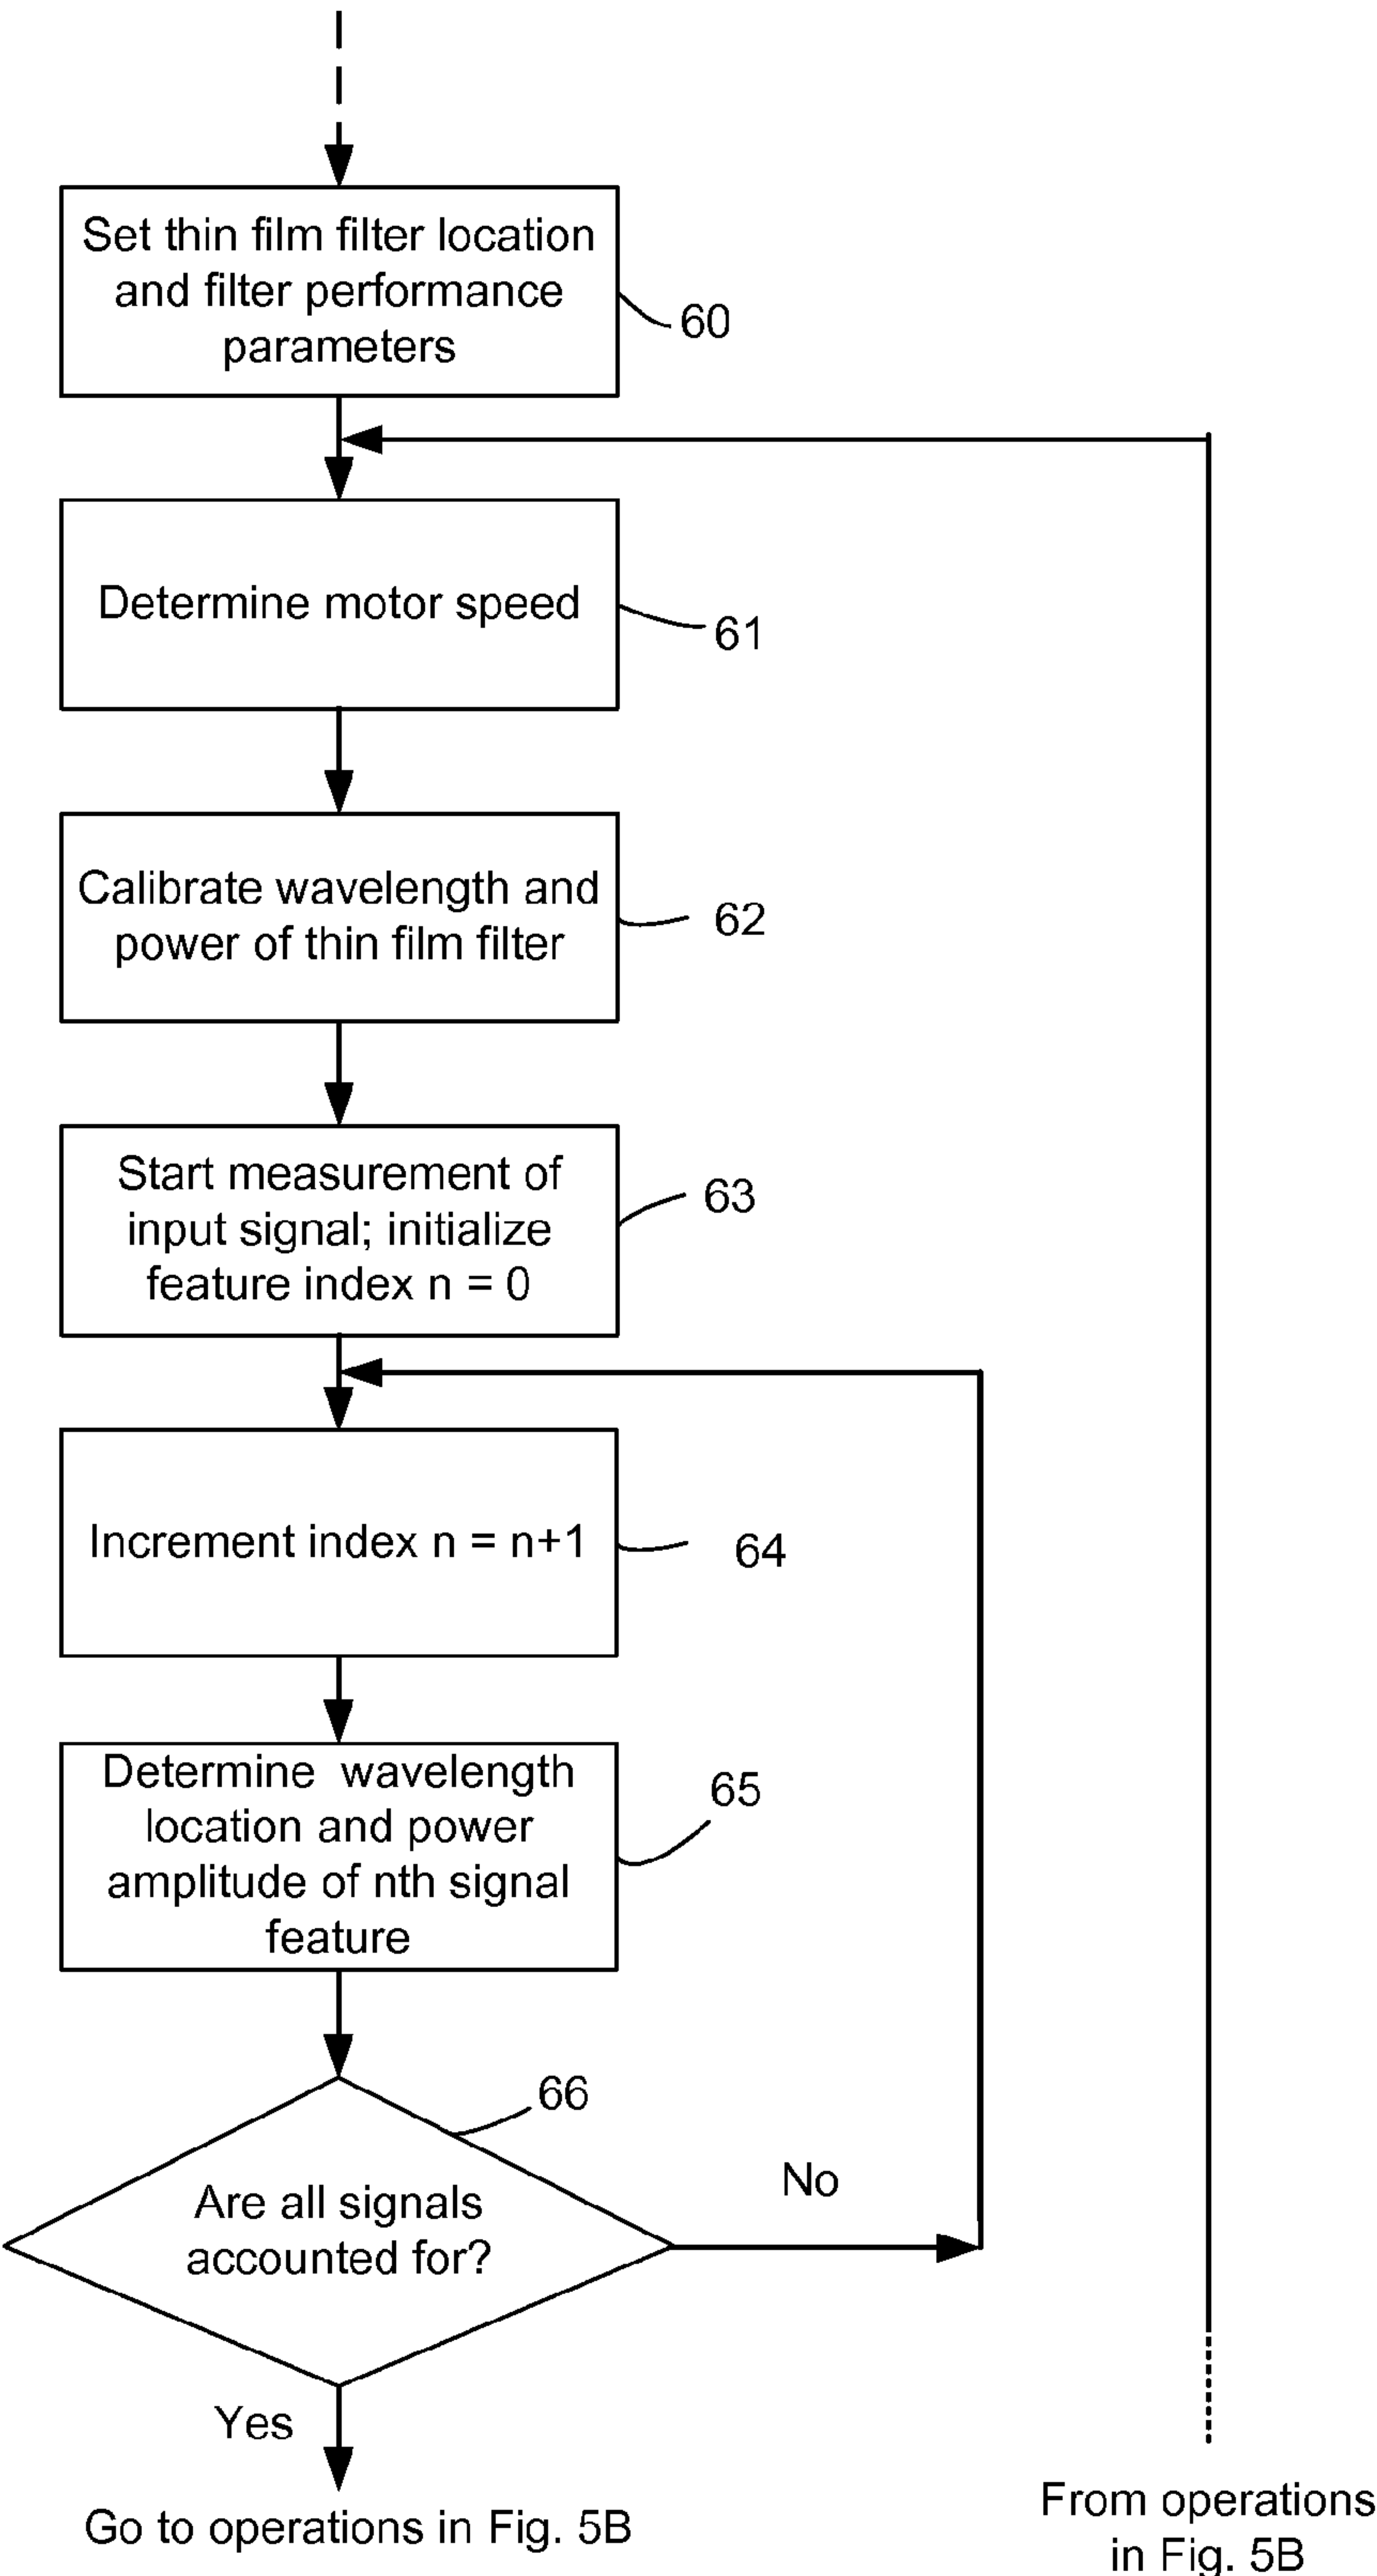 Set thin film filter location
and filter performance
parameters
60
Determine motor speed
61
Calibrate wavelength and
power of thin film filter
62
Start measurement of
input signal; initialize
feature index n = 0
63
Increment index n = n+1
64
Determine wavelength
location and power
amplitude of nth signal
feature
65
66
Are all signals
accounted for?
No
Yes
Go to operations in Fig. 5B
From operations
in Fig. 5B